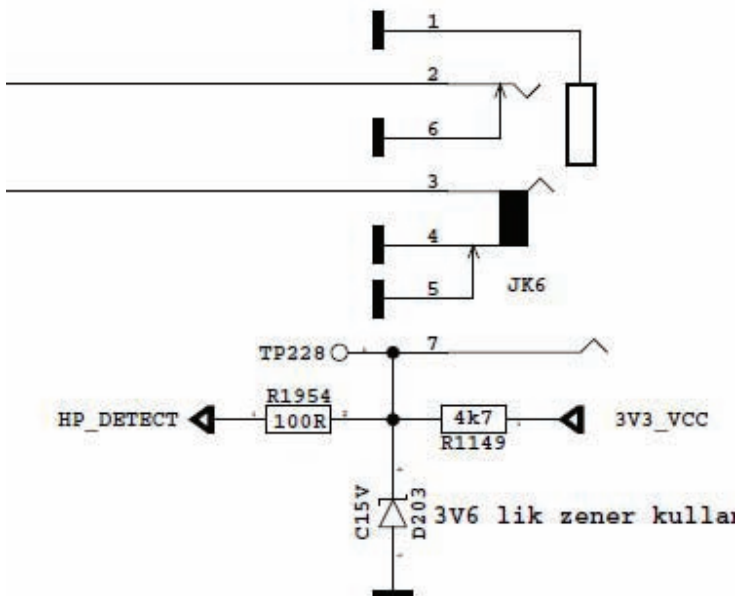 1
2
6
3
4
5
JK6
TP228
7
R1954
HP_DETECT
100R
4k7
3V3_VCC
R1149
C15V
D203
3V6 lik zener kullan